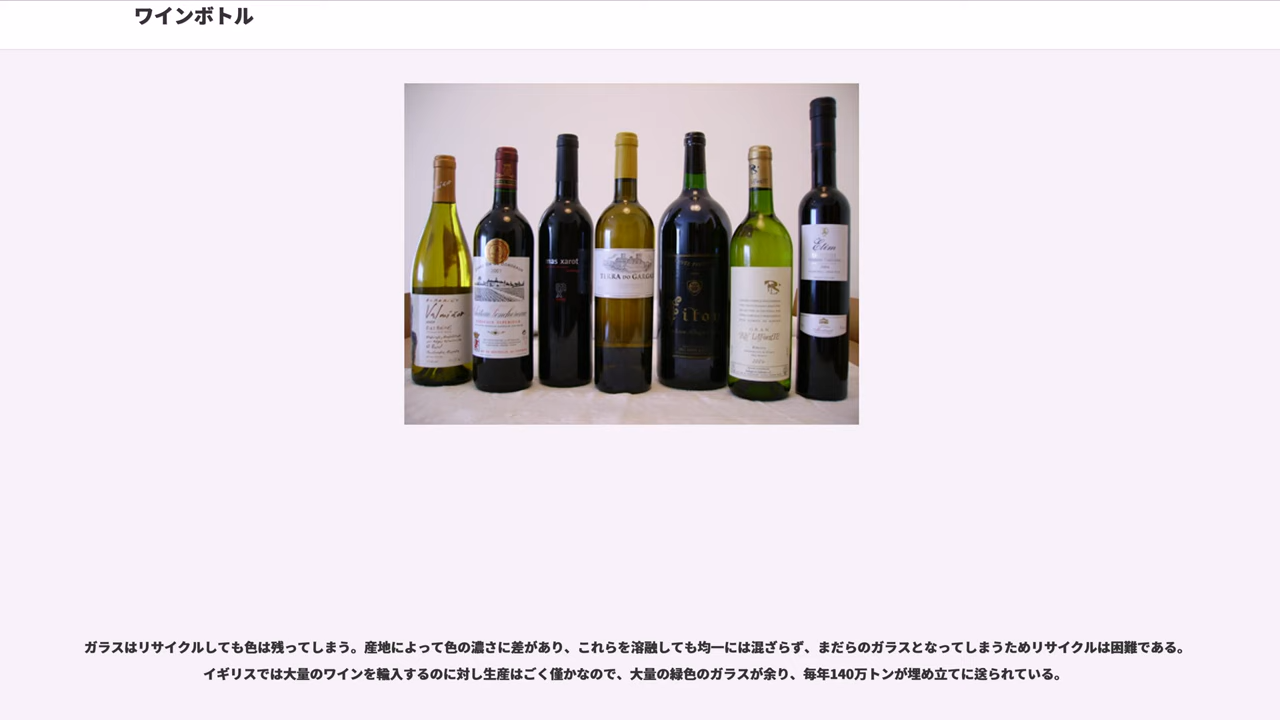 ワインボトル
mas xarot
TERRA DO GARGALO
ガラスはリサイクルしても色は残ってしまう。産地によって色の濃さに差があり、これらを溶融しても均一には混ざらず、まだらのガラスとなってしまうためリサイクルは困難である。
イギリスでは大量のワインを輸入するのに対し生産はごく僅かなので、大量の緑色のガラスが余り、毎年140万トンが埋め立てに送られている。